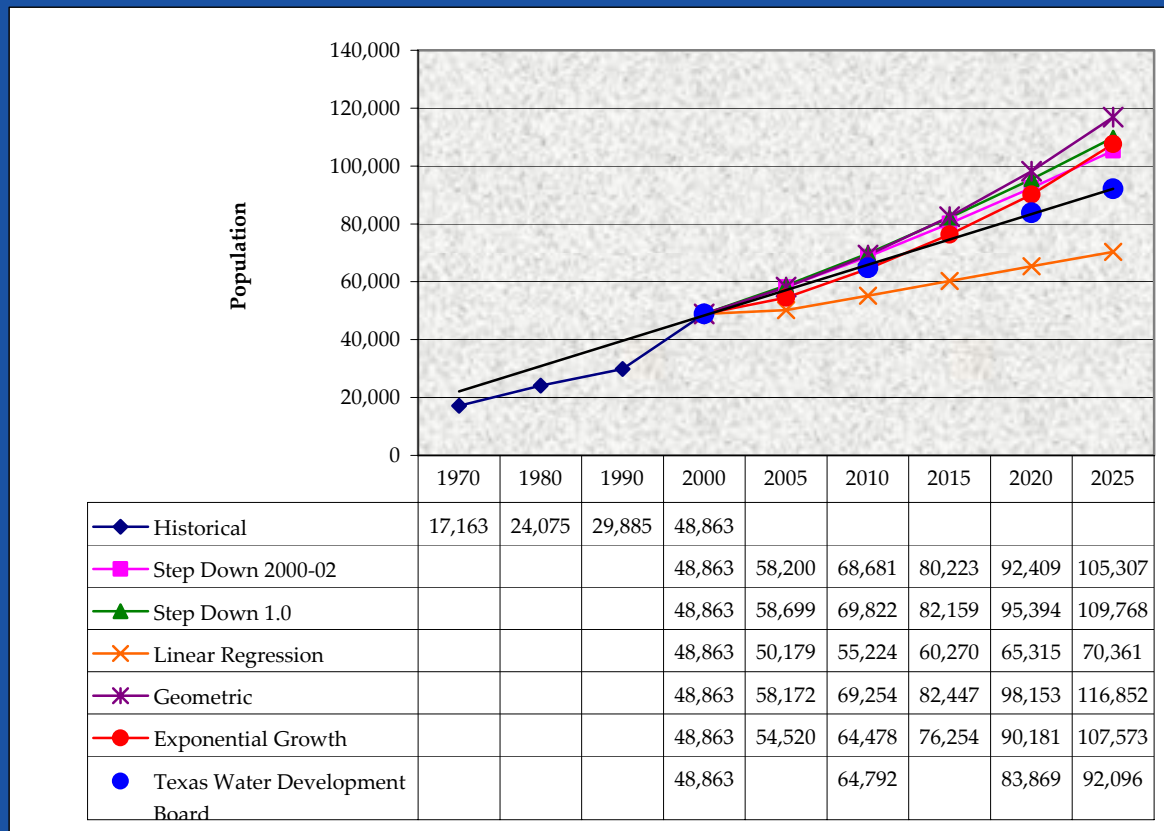 140,000
120,000
100,000
80,000
60,000
40,000
20,000
0
Population
1970 1980 1990 2000 2005 2010 2015 2020 2025
Historical 17,163 24,075 29,885 48,863
Step Down 2000-02 48,863 58,200 68,681 80,223 92,409 105,307
Step Down 1.0 48,863 58,699 69,822 82,159 95,394 109,768
Linear Regression 48,863 50,179 55,224 60,270 65,315 70,361
Geometric 48,863 58,172 69,254 82,447 98,153 116,852
Exponential Growth 48,863 54,520 64,478 76,254 90,181 107,573
Texas Water Development 48,863 64,792 83,869 92,096
Board